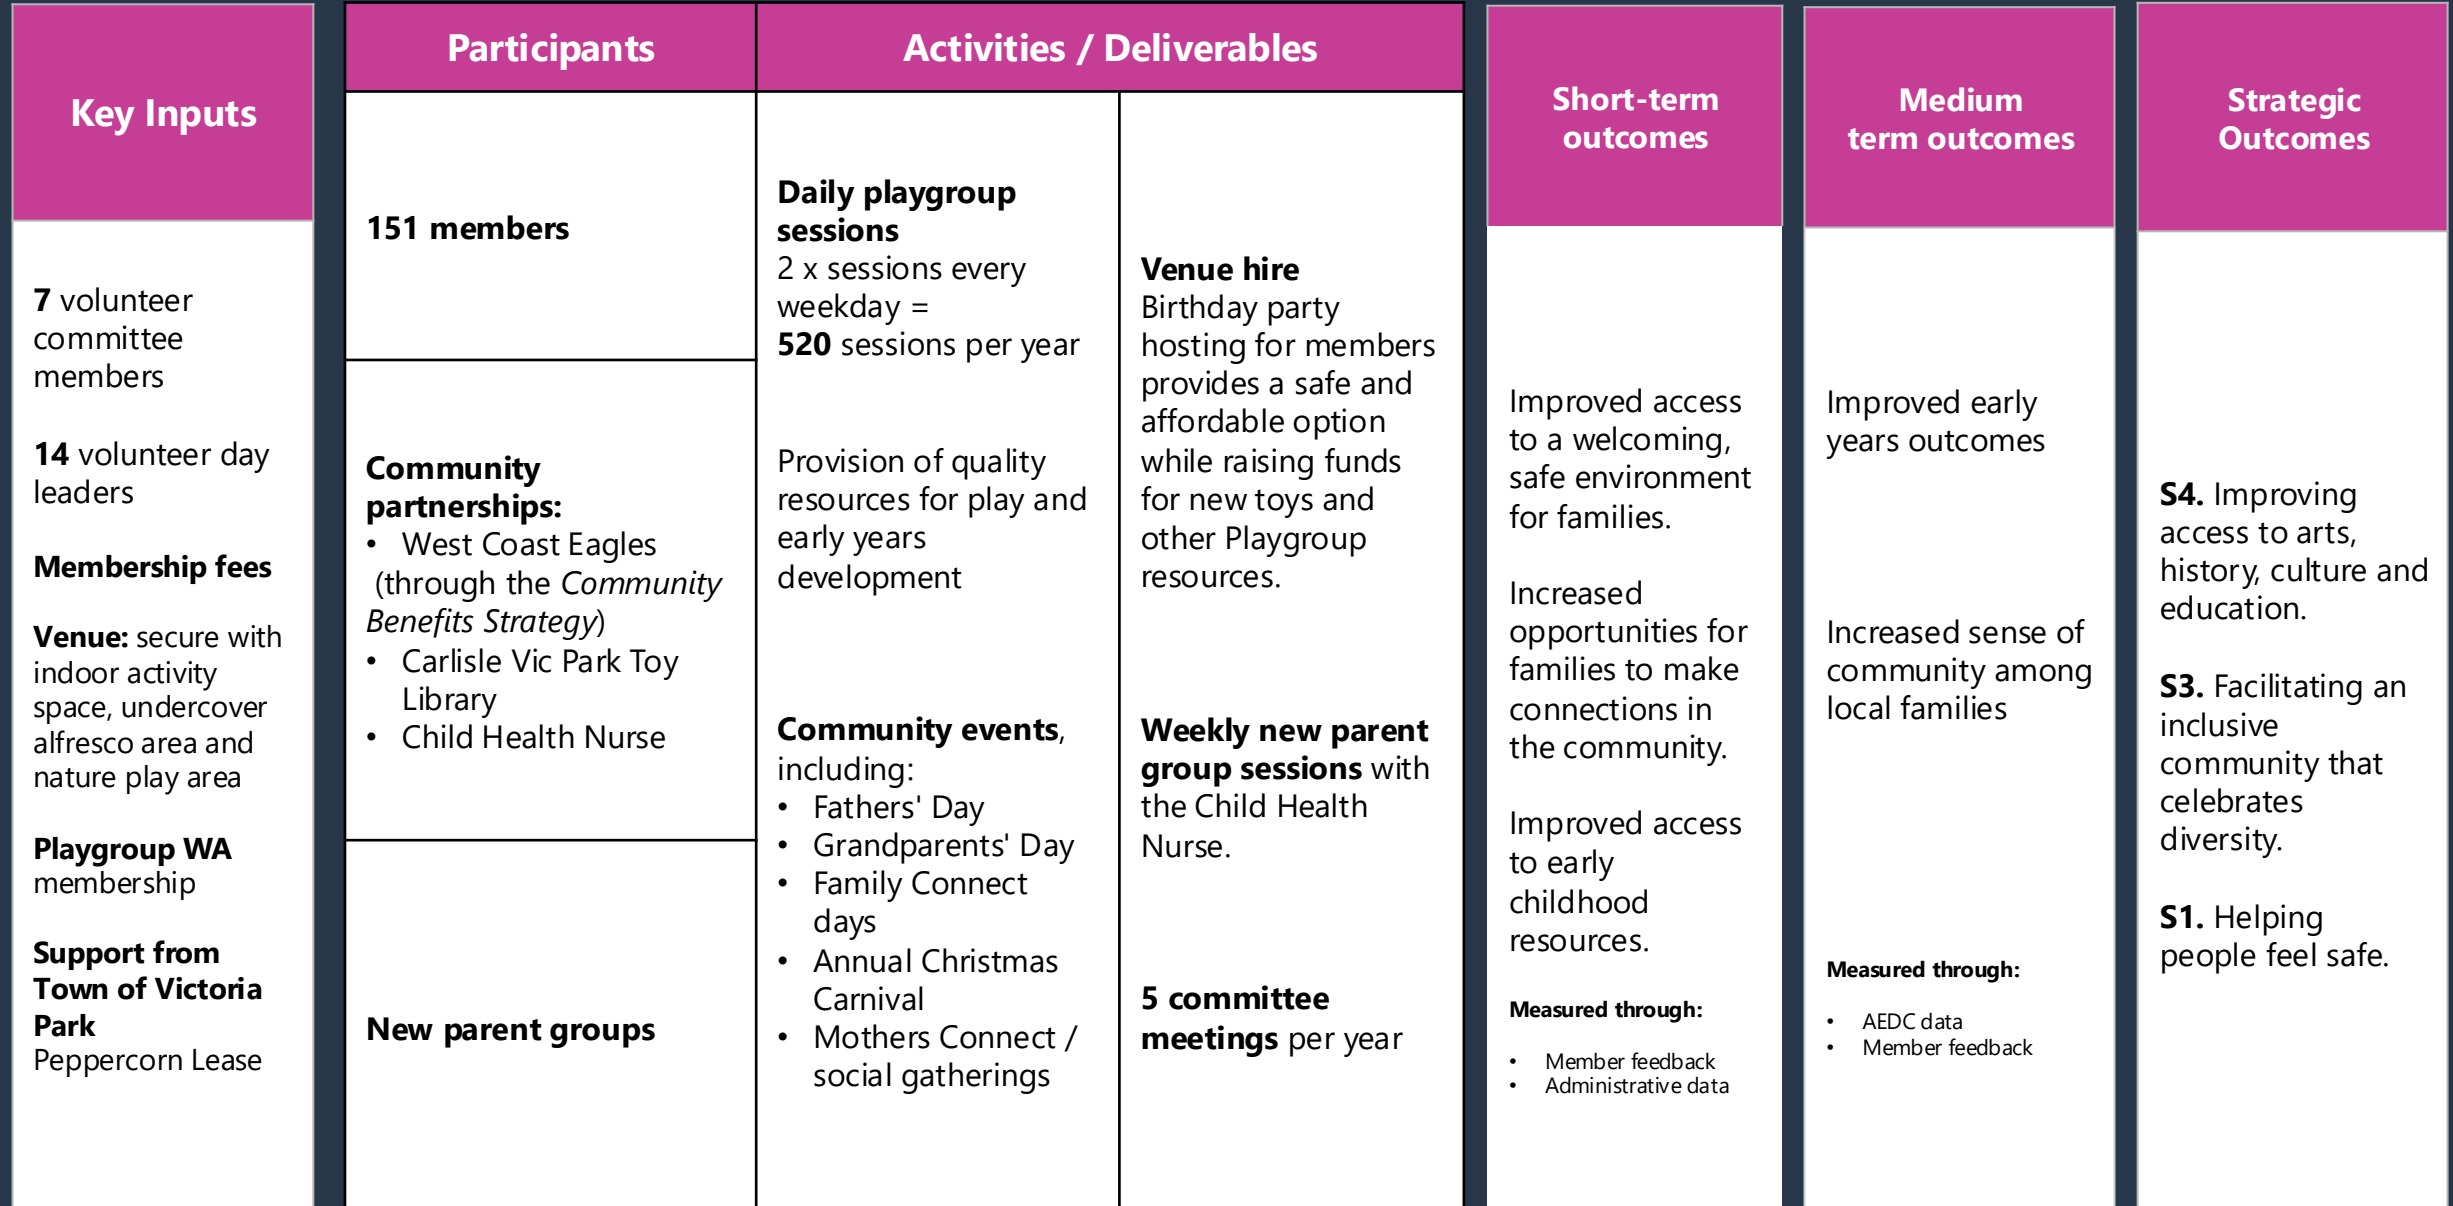 Key Inputs
7 volunteer
committee
members
14 volunteer day
leaders
Membership fees
Venue: secure with
indoor activity
space, undercover
alfresco area and
nature play area
Playgroup WA
membership
Support from
Town of Victoria
Park
Peppercorn Lease
Participants
151 members
Community
partnerships:
• West Coast Eagles
(through the Community
Benefits Strategy)
• Carlisle Vic Park Toy
Library
• Child Health Nurse
New parent groups
Activities / Deliverables
Daily playgroup
sessions
2 x sessions every
weekday =
520 sessions per year
Provision of quality
resources for play and
early years
development
Community events,
including:
• Fathers' Day
• Grandparents' Day
• Family Connect
days
• Annual Christmas
Carnival
• Mothers Connect /
social gatherings
Venue hire
Birthday party
hosting for members
provides a safe and
affordable option
while raising funds
for new toys and
other Playgroup
resources.
Weekly new parent
group sessions with
the Child Health
Nurse.
5 committee
meetings per year
Short-term
outcomes
Improved access
to a welcoming,
safe environment
for families.
Increased
opportunities for
families to make
connections in
the community.
Improved access
to early
childhood
resources.
Measured through:
• Member feedback
• Administrative data
Medium
term outcomes
Improved early
years outcomes
Increased sense of
community among
local families
Measured through:
• AEDC data
• Member feedback
Strategic
Outcomes
S4. Improving
access to arts,
history, culture and
education.
S3. Facilitating an
inclusive
community that
celebrates
diversity.
S1. Helping
people feel safe.